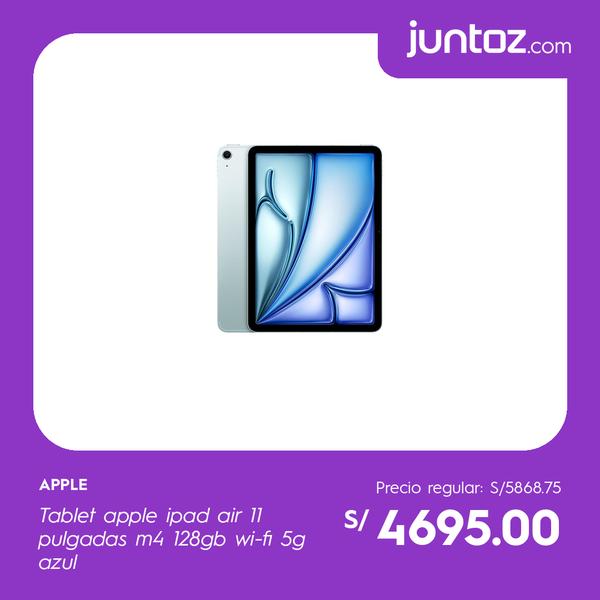 juntoz.com
APPLE
Tablet apple ipad air 11
pulgadas m4 128gb wi-fi 5g
azul
Precio regular: S/5868.75
S/ 4695.00